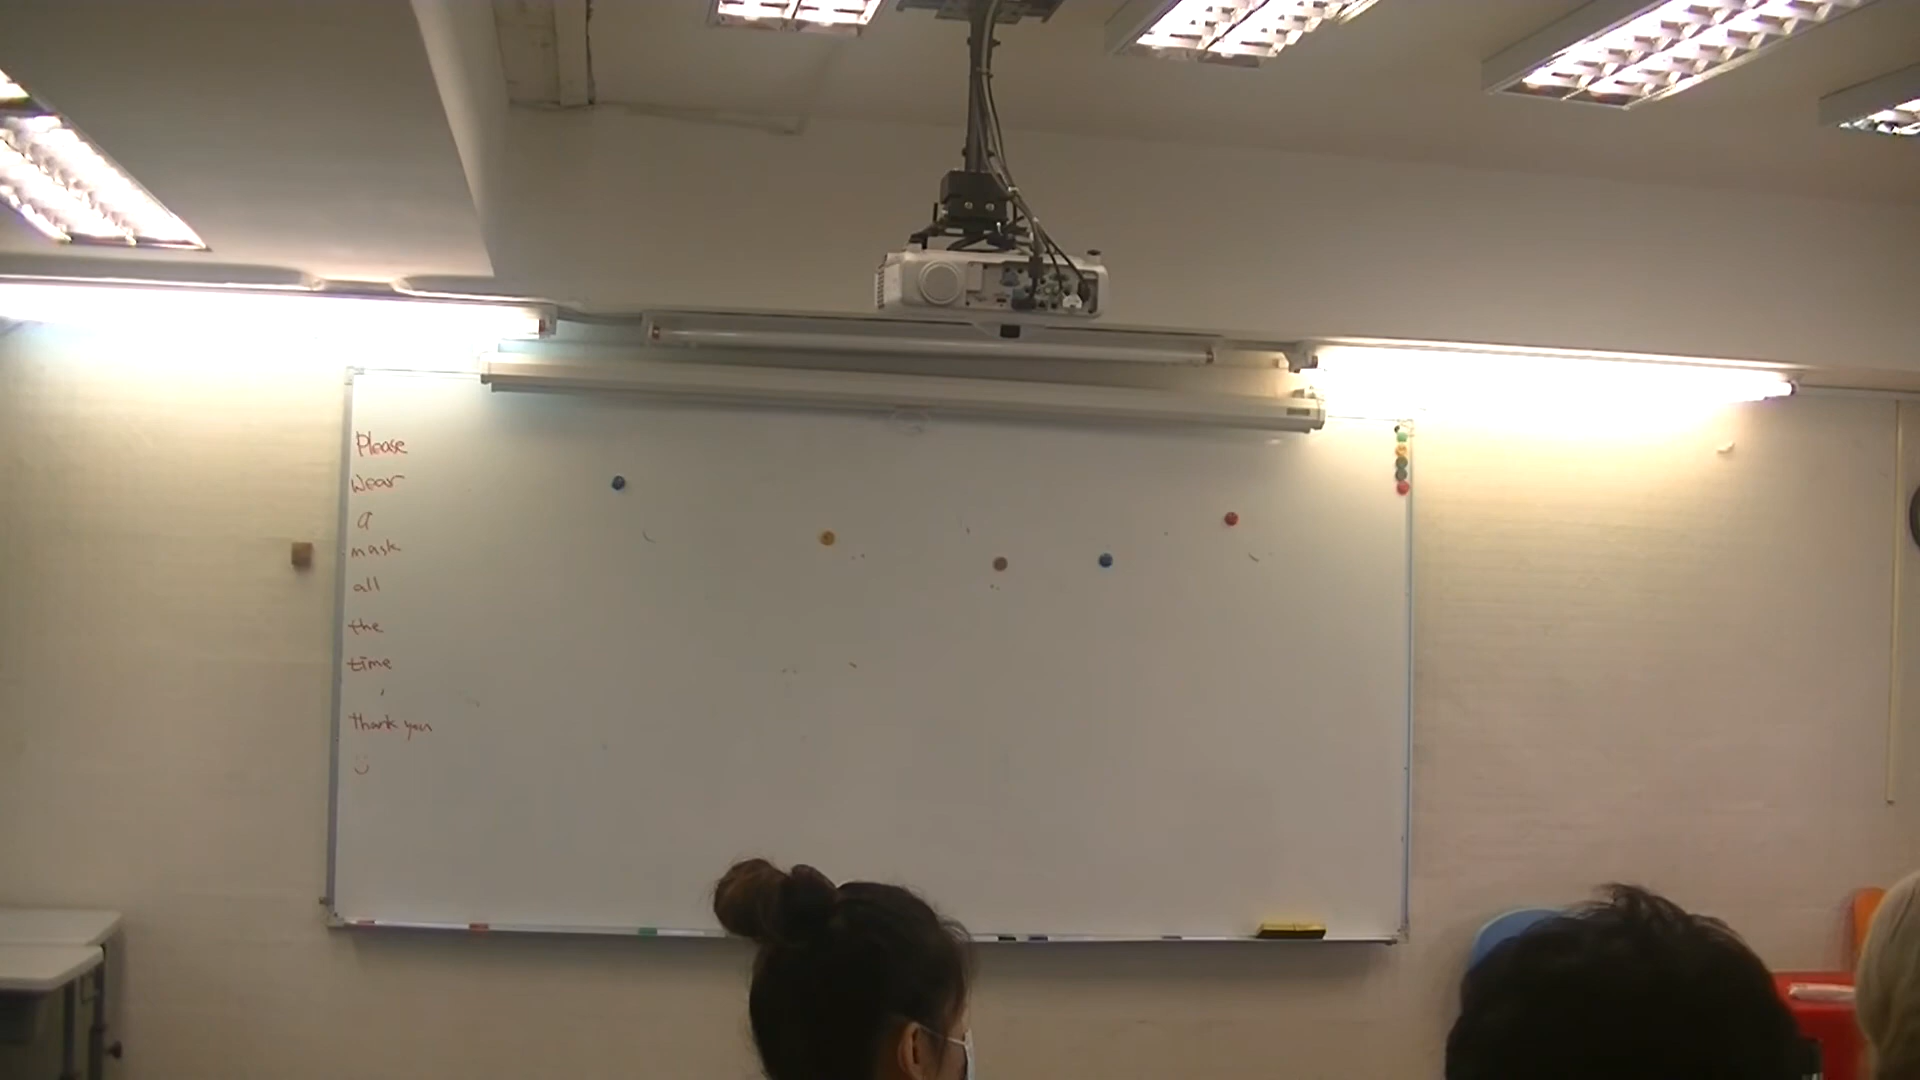 Please
Wear
a
mask
all
the
time
,
thank you
:)